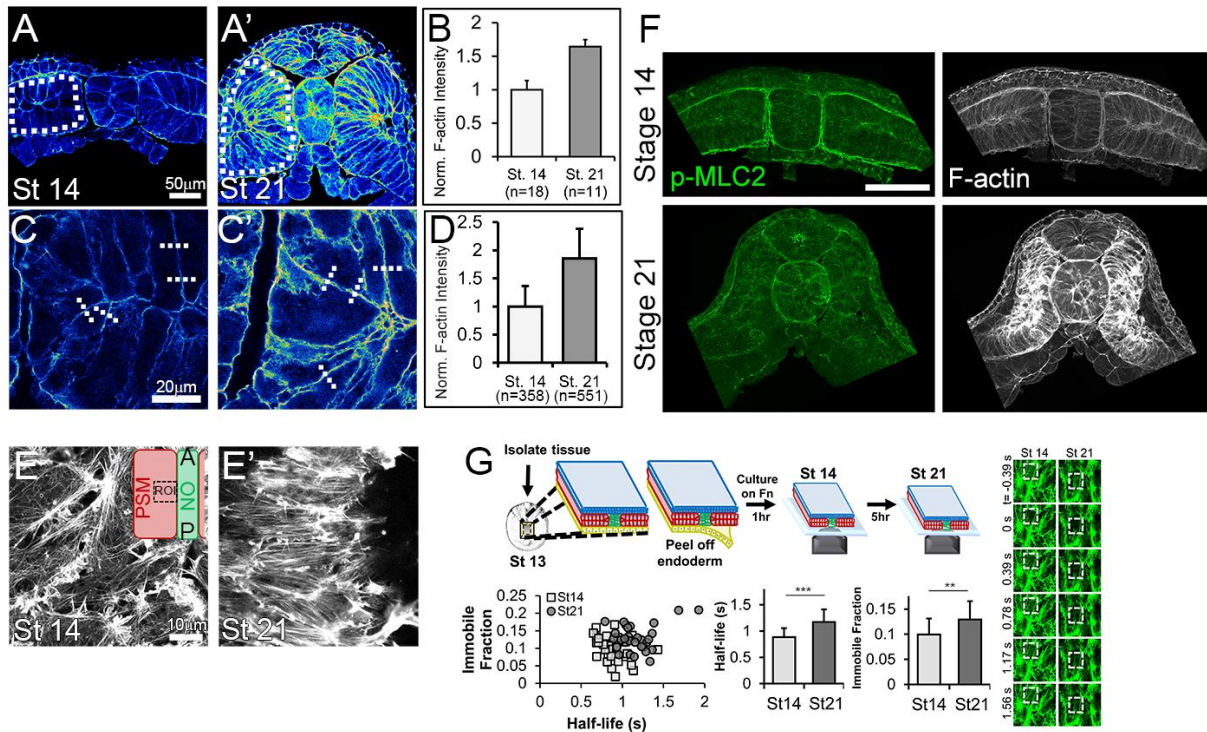 A
St 14
50μm
A'
St 21
B
Norm. F-actin Intensity
2
1.5
1
0.5
0
St. 14
(n=18)
St. 21
(n=11)
C
20μm
C'
D
Norm. F-actin Intensity
2.5
2
1.5
1
0.5
0
St. 14
(n=358)
St. 21
(n=551)
F
Stage 14
p-MLC2
F-actin
Stage 21
E
St 14
10μm
PSM
ROI
NO
A
P
E'
St 21
G
Isolate tissue
St 13
Peel off
endoderm
Culture
on Fn
1hr
St 14
5hr
St 21
Immobile
Fraction
0.25
0.2
0.15
0.1
0.05
0
□St14
●St21
0 0.5 1 1.5 2
Half-life (s)
Half-life (s)
1.5
1
0.5
0
***
St14 St21
Immobile Fraction
0.15
0.1
0.05
0
**
St14 St21
St 14 St 21
t= -0.39 s
0 s
0.39
0.78
1.17
1.56 s